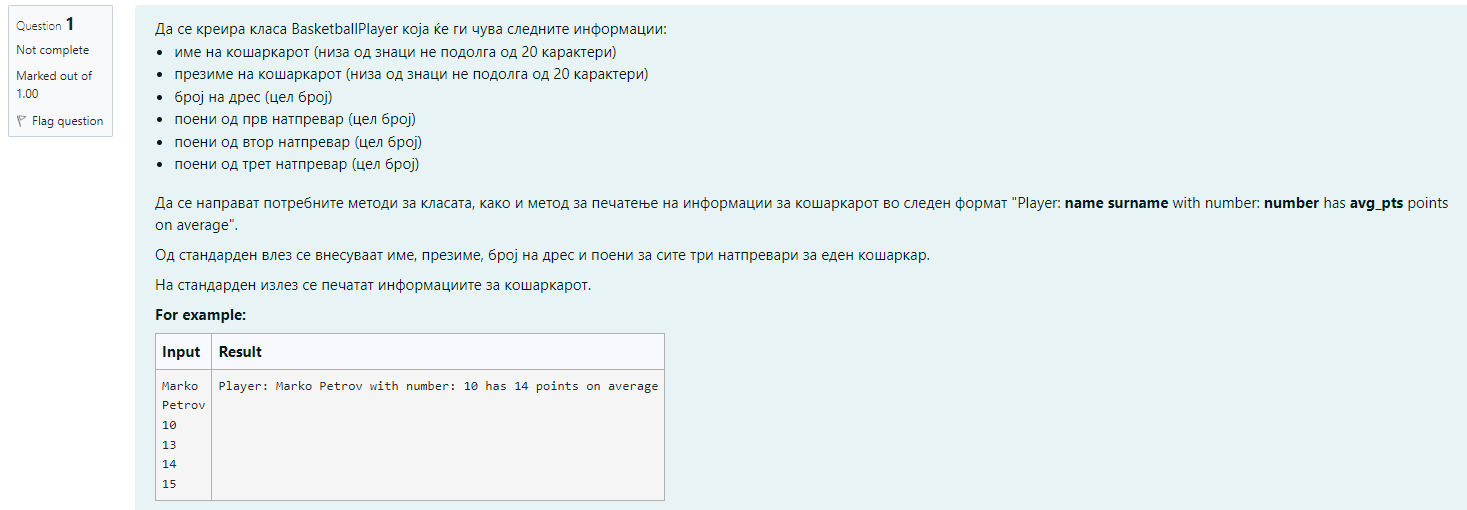 Question 1
Not complete
Marked out of
1.00
Flag question
Да се креира класа BasketballPlayer која ќе ги чува следните информации:
• име на кошаркарот (низа од знаци не подолга од 20 карактери)
• презиме на кошаркарот (низа од знаци не подолга од 20 карактери)
• број на дрес (цел број)
• поени од прв натпревар (цел број)
• поени од втор натпревар (цел број)
• поени од трет натпревар (цел број)
Да се направат потребните методи за класата, како и метод за печатење на информации за кошаркарот во следен формат "Player: name surname with number: number has avg_pts points
on average".
Од стандарден влез се внесуваат име, презиме, број на дрес и поени за сите три натпревари за еден кошаркар.
На стандарден излез се печатат информациите за кошаркарот.
For example:
Input Result
Marko Player: Marko Petrov with number: 10 has 14 points on average
Petrov
10
13
14
15